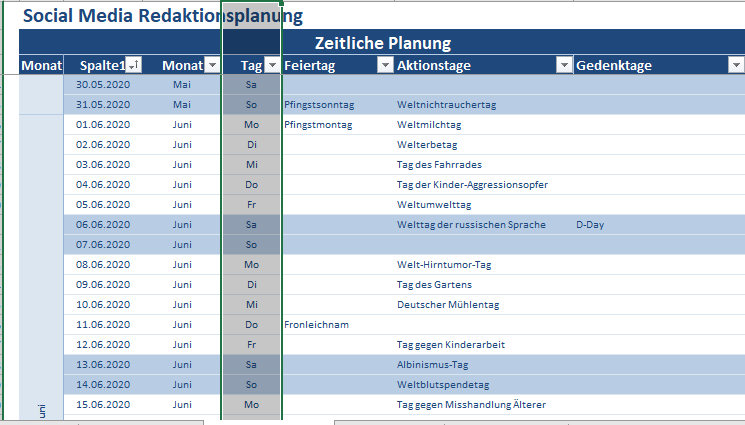 Social Media Redaktionsplanung
Zeitliche Planung
Monat Spalte1 Monat Tag Feiertag Aktionstage Gedenktage
30.05.2020 Mai Sa
31.05.2020 Mai So Pfingstsonntag Weltnichtrauchertag
01.06.2020 Juni Mo Pfingstmontag Weltmilchtag
02.06.2020 Juni Di Welterbetag
03.06.2020 Juni Mi Tag des Fahrrades
04.06.2020 Juni Do Tag der Kinder-Aggressionsopfer
05.06.2020 Juni Fr Weltumwelttag
06.06.2020 Juni Sa Welttag der russischen Sprache D-Day
07.06.2020 Juni So
08.06.2020 Juni Mo Welt-Hirntumor-Tag
09.06.2020 Juni Di Tag des Gartens
10.06.2020 Juni Mi Deutscher Mühlentag
11.06.2020 Juni Do Fronleichnam
12.06.2020 Juni Fr Tag gegen Kinderarbeit
13.06.2020 Juni Sa Albinismus-Tag
14.06.2020 Juni So Weltblutspendetag
15.06.2020 Juni Mo Tag gegen Misshandlung Älterer